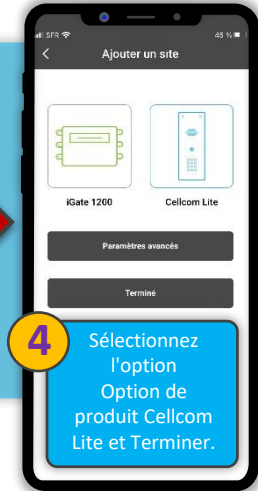 SFR 46 %
Ajouter un site
iGate 1200 Cellcom Lite
Paramètres avancés
Terminé
4
Sélectionnez
l'option
Option de
produit Cellcom
Lite et Terminer.